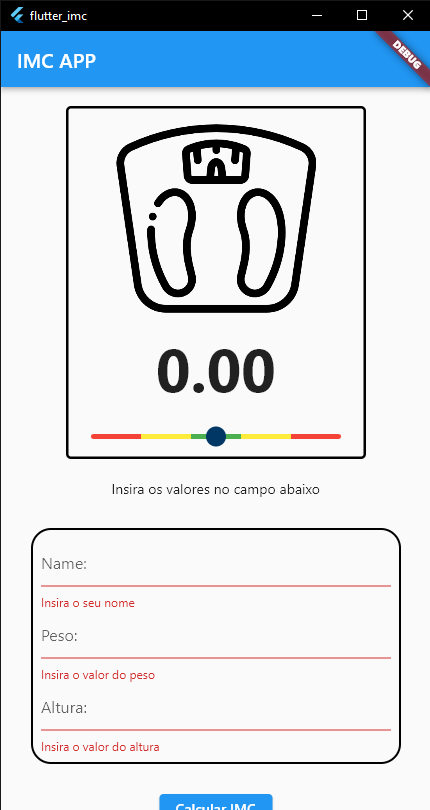 flutter_imc
IMC APP
DEBUG
0.00
Insira os valores no campo abaixo
Name:
Insira o seu nome
Peso:
Insira o valor do peso
Altura:
Insira o valor do altura
Calcular IMC